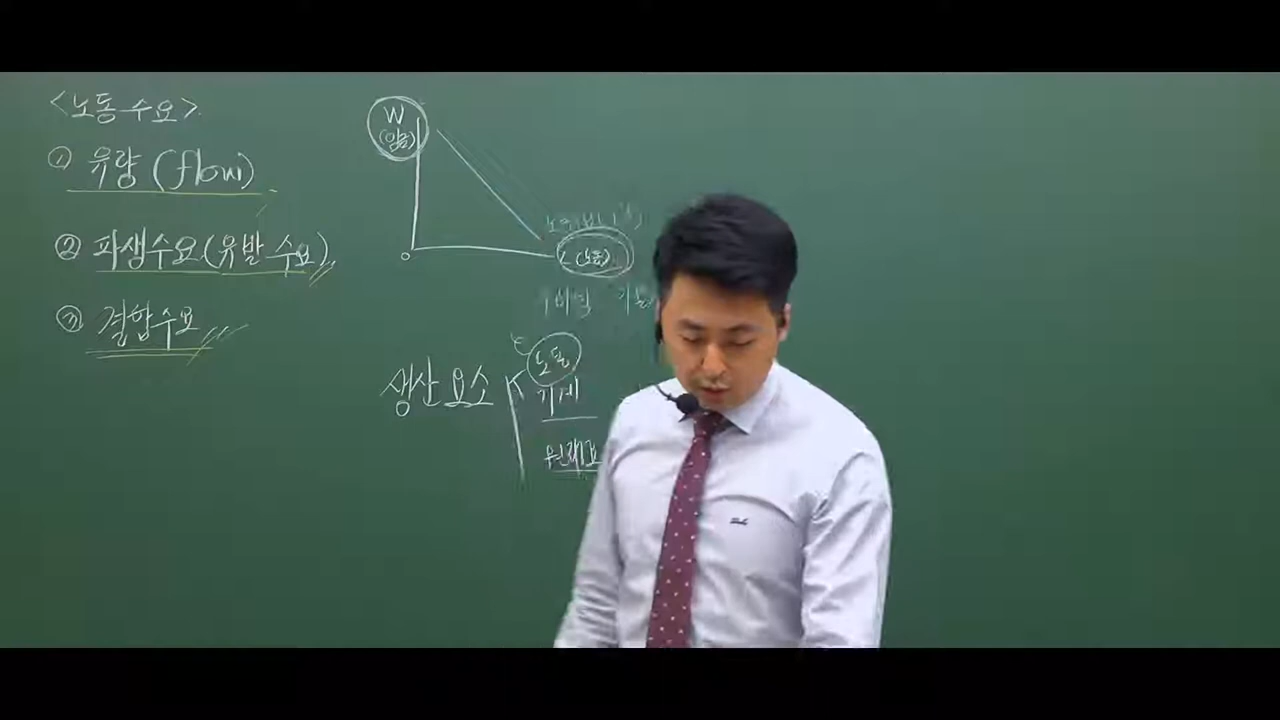 <노동 수요>
① 유량 (flow)
② 파생수요(유발 수요)
③ 결합수요
W
(임금)
0
L (노동)
생산 요소
노동
기계
원재료